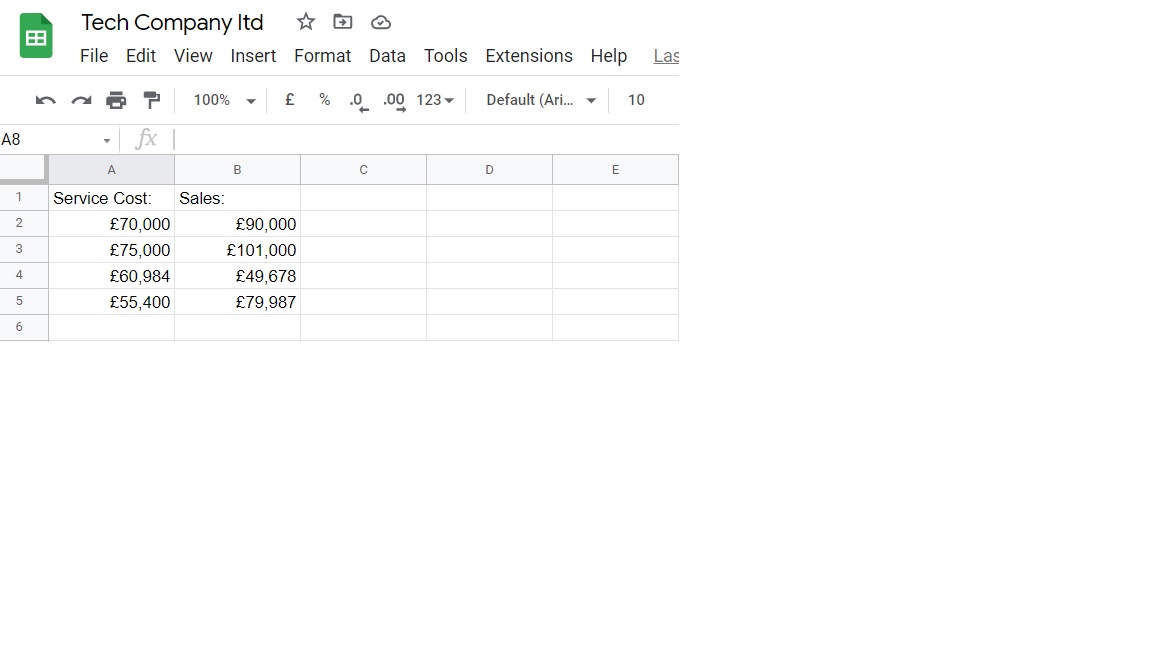 Tech Company ltd
File Edit View Insert Format Data Tools Extensions Help Las
100% £ % .0 .00 123 Default (Ari... 10
A8 fx
A B C D E
1 Service Cost: Sales:
2 £70,000 £90,000
3 £75,000 £101,000
4 £60,984 £49,678
5 £55,400 £79,987
6